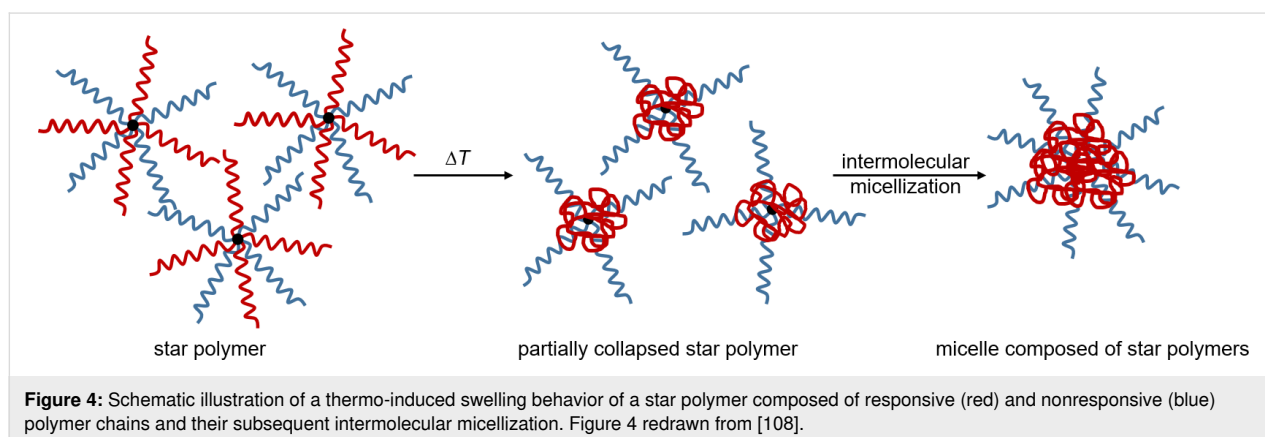 ΔT
intermolecular
micellization
star polymer
partially collapsed star polymer
micelle composed of star polymers
Figure 4: Schematic illustration of a thermo-induced swelling behavior of a star polymer composed of responsive (red) and nonresponsive (blue)
polymer chains and their subsequent intermolecular micellization. Figure 4 redrawn from [108].